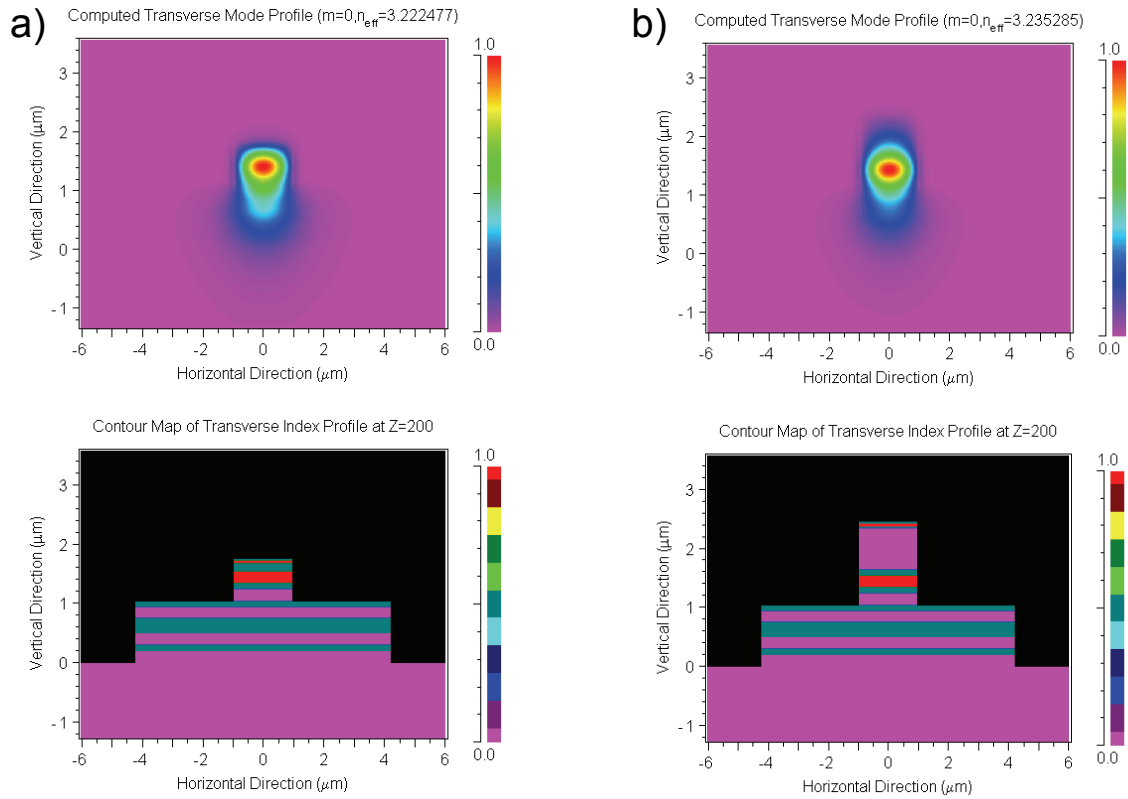 a)
Computed Transverse Mode Profile (m=0,n_eff=3.222477)
1.0
3
2
1
0
-1
Vertical Direction (μm)
0.0
-6 -4 -2 0 2 4 6
Horizontal Direction (μm)
b)
Computed Transverse Mode Profile (m=0,n_eff=3.235285)
1.0
3
2
1
0
-1
Vertical Direction (μm)
0.0
-6 -4 -2 0 2 4 6
Horizontal Direction (μm)
Contour Map of Transverse Index Profile at Z=200
1.0
3
2
1
0
-1
Vertical Direction (μm)
0.0
-6 -4 -2 0 2 4 6
Horizontal Direction (μm)
Contour Map of Transverse Index Profile at Z=200
1.0
3
2
1
0
-1
Vertical Direction (μm)
0.0
-6 -4 -2 0 2 4 6
Horizontal Direction (μm)